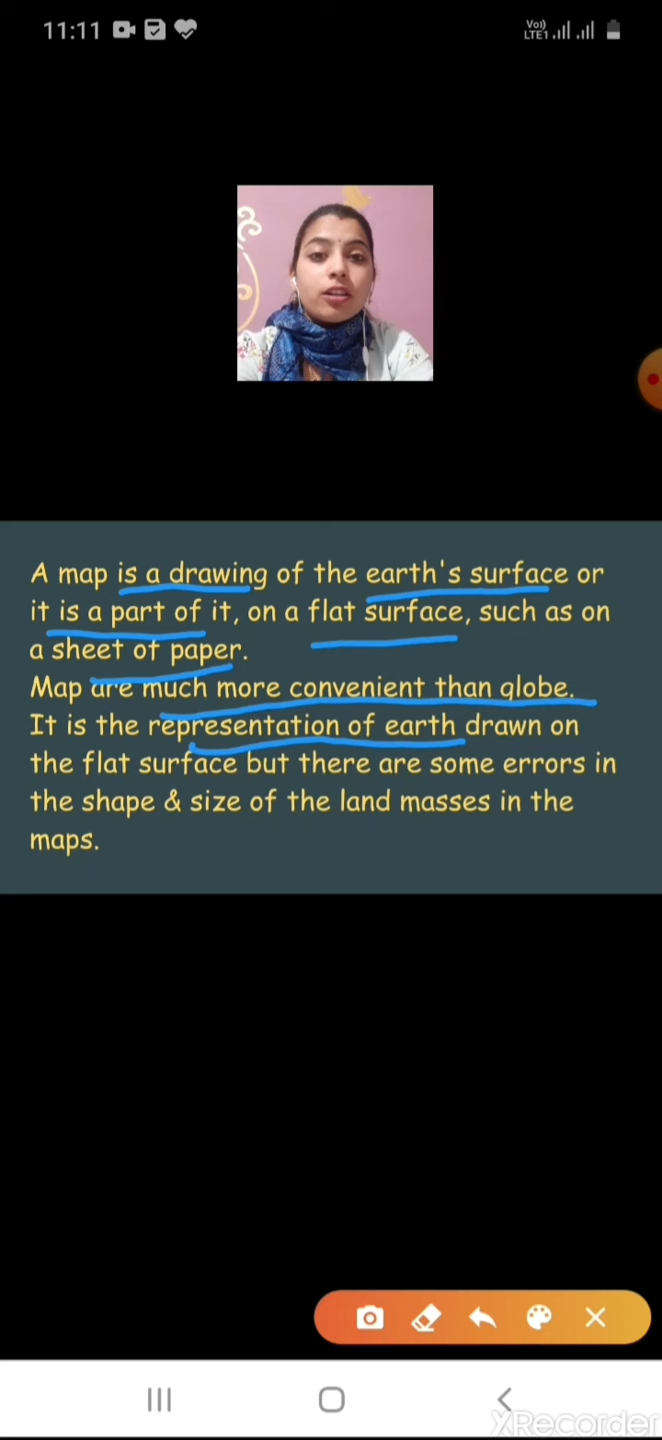 11:11
Vo))
LTE1
A map is a drawing of the earth's surface or
it is a part of it, on a flat surface, such as on
a sheet of paper.
Map are much more convenient than globe.
It is the representation of earth drawn on
the flat surface but there are some errors in
the shape & size of the land masses in the
maps.
XRecorder